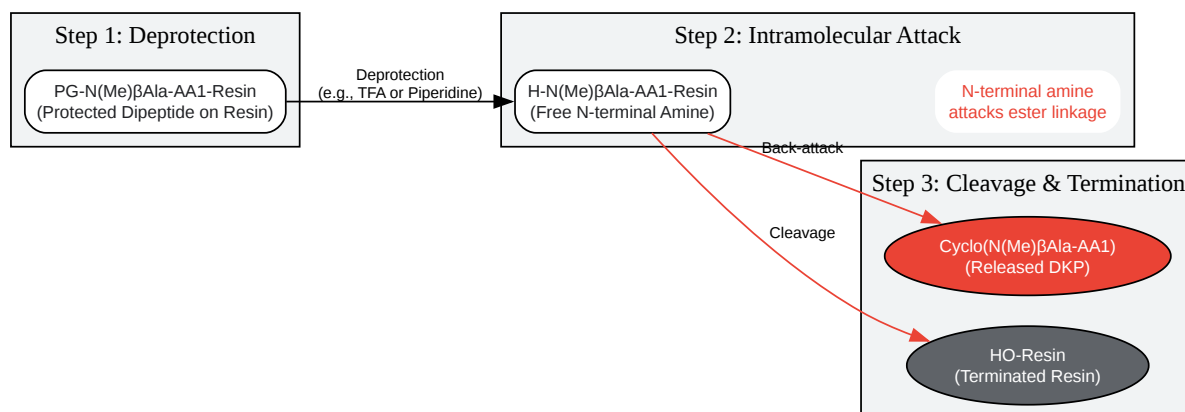 Step 1: Deprotection
PG-N(Me)βAla-AA1-Resin
(Protected Dipeptide on Resin)
Deprotection
(e.g., TFA or Piperidine)
Step 2: Intramolecular Attack
H-N(Me)βAla-AA1-Resin
(Free N-terminal Amine)
N-terminal amine
attacks ester linkage
Back-attack
Cleavage
Step 3: Cleavage & Termination
Cyclo(N(Me)βAla-AA1)
(Released DKP)
HO-Resin
(Terminated Resin)